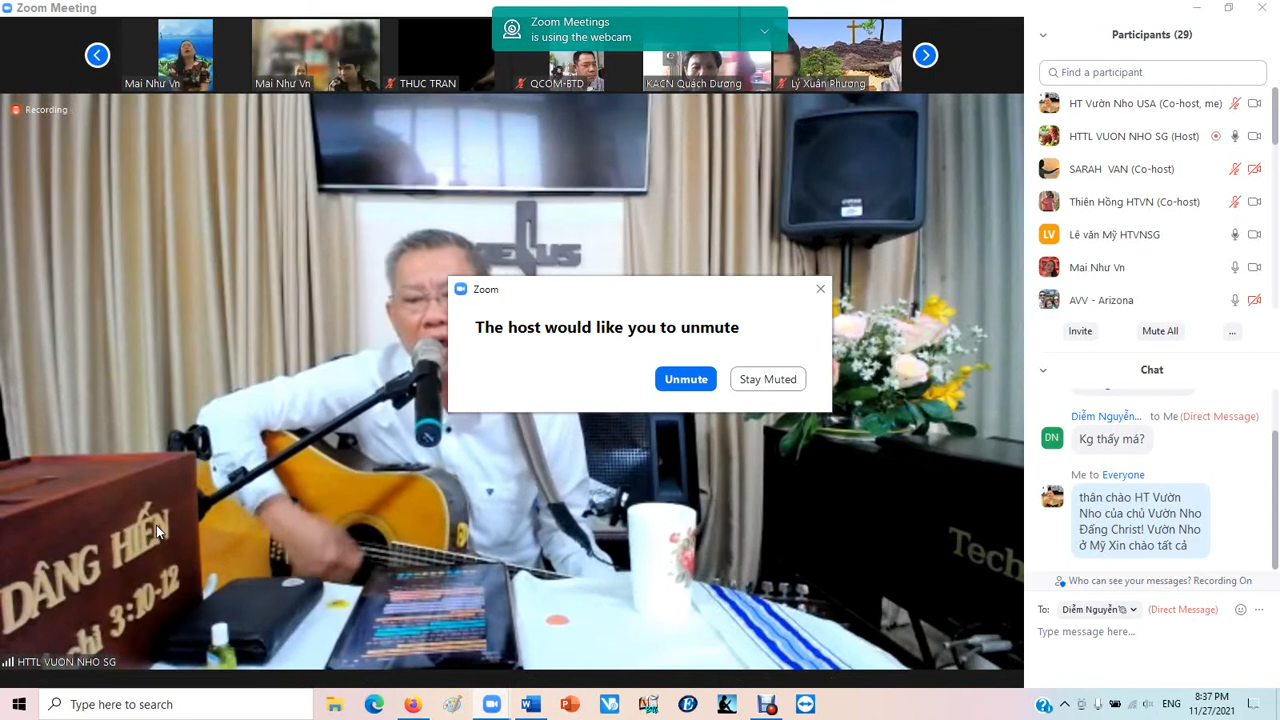 Zoom Meeting
Zoom Meetings
is using the webcam
Mai Như Vn
Mai Như Vn
THUC TRAN
QCOM-BTD
KACN Quách Dương
Lý Xuân Phương
Recording
Participants (29)
Find a participant
HT Vườn Nho USA (Co-host, me)
HTTL VUON NHO SG (Host)
SARAH VAN (Co-host)
Thiên Hồng HTVN (Co-host)
LV
Lê văn Mỹ HTVNSG
Mai Như Vn
AVV - Arizona
Invite
Mute All
...
Zoom
The host would like you to unmute
Unmute
Stay Muted
Chat
Diễm Nguyễn... to Me (Direct Message)
DN
Kg thấy má?
Me to Everyone
thân chào HT Vườn
Nho của chủ Vườn Nho
Đấng Christ! Vườn Nho
ở Mỹ Xin chào tất cả
Who can see your messages? Recording On
To: Diễm Nguyễn (Direct Message)
Type message here...
DÂNG HIẾN
3:10-12
Tech
HTTL VUON NHO SG
Type here to search
ENG
8:37 PM
11/27/2021